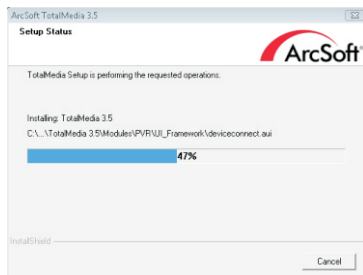 ArcSoft TotalMedia 3.5
Setup Status
ArcSoft
TotalMedia Setup is performing the requested operations.
Installing: TotalMedia 3.5
C:\...\TotalMedia 3.5\Modules\PVR\UI_Framework\deviceconnect.aui
47%
InstallShield
Cancel